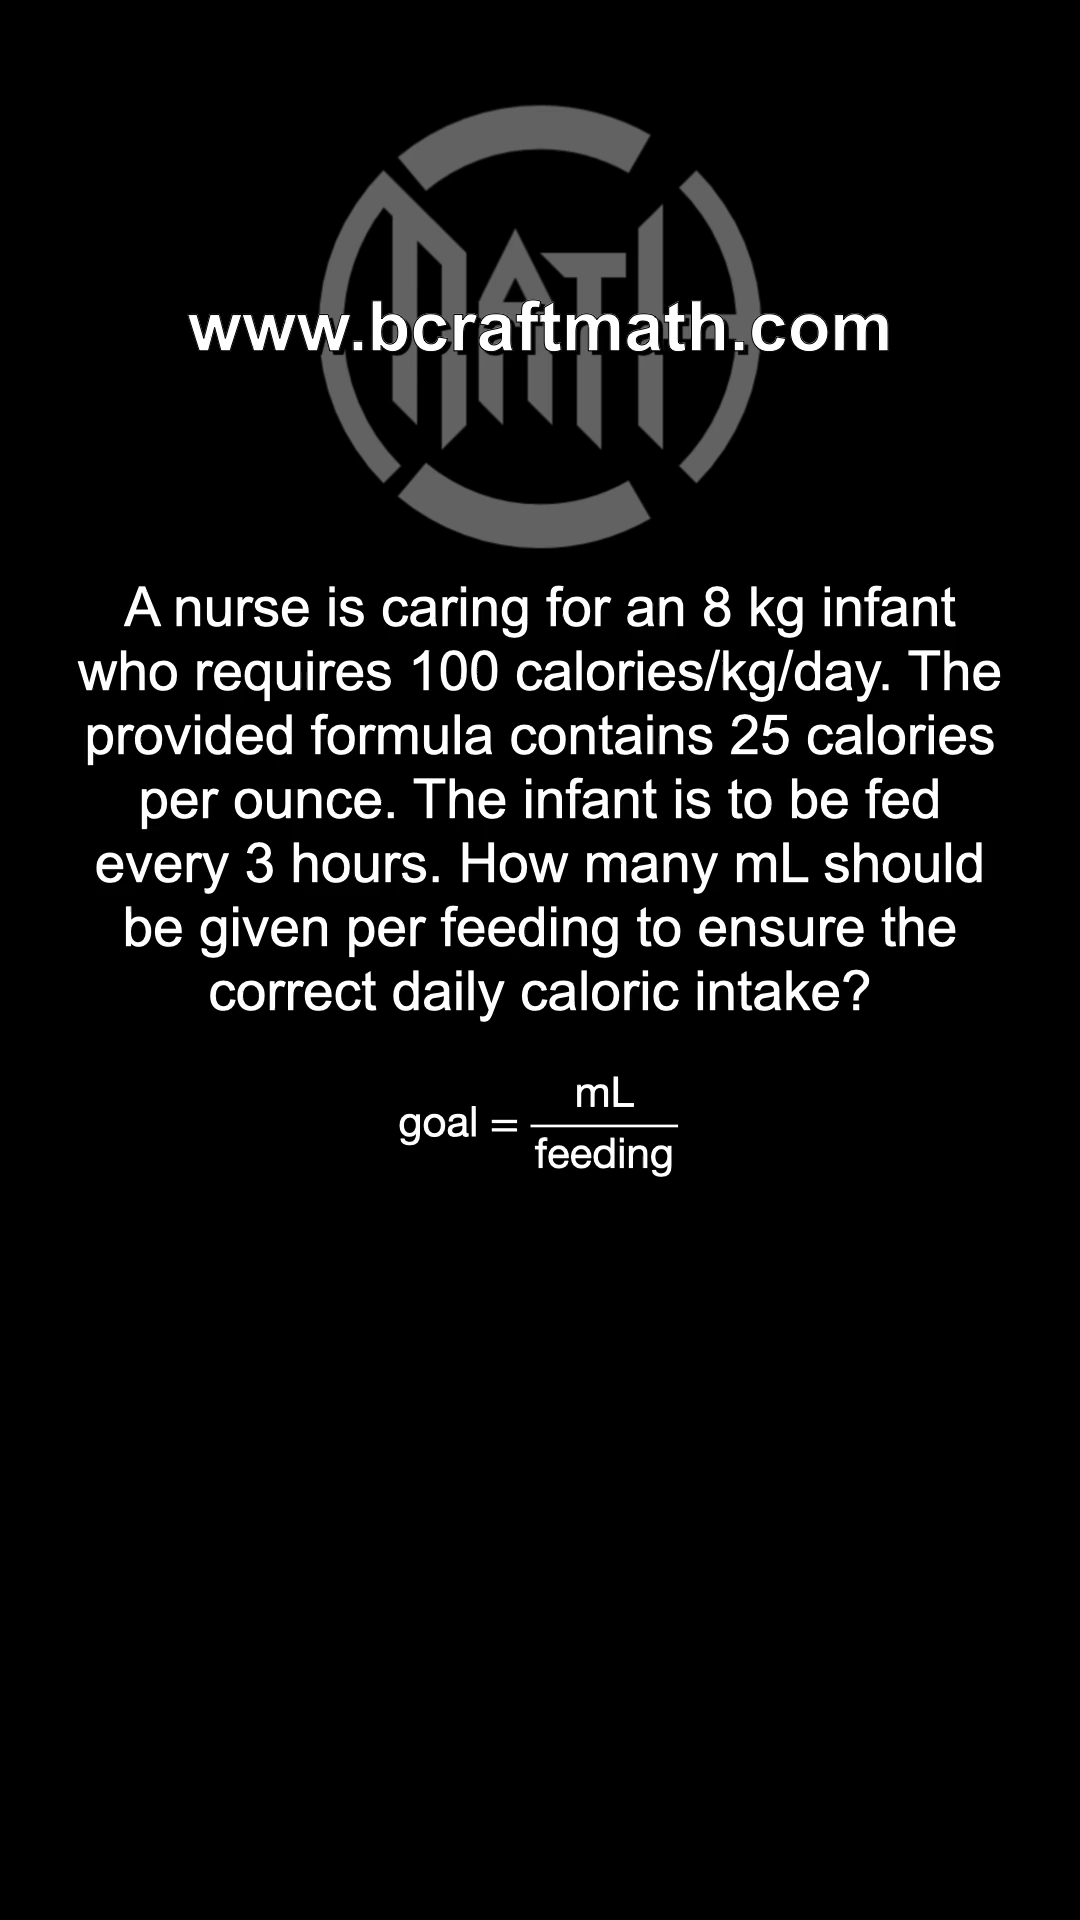 MATH
www.bcraftmath.com
A nurse is caring for an 8 kg infant
who requires 100 calories/kg/day. The
provided formula contains 25 calories
per ounce. The infant is to be fed
every 3 hours. How many mL should
be given per feeding to ensure the
correct daily caloric intake?
goal = mL
feeding